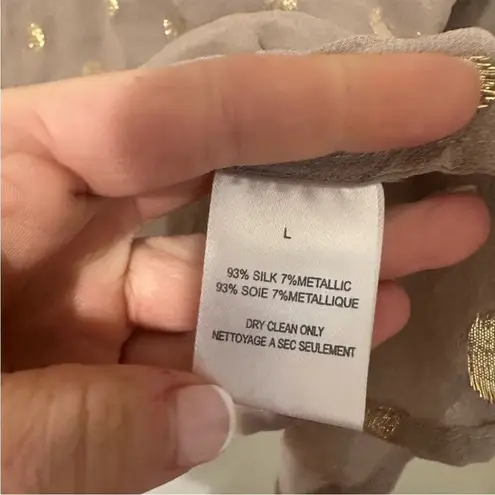 L
93% SILK 7%METALLIC
93% SOIE 7%METALLIQUE
DRY CLEAN ONLY
NETTOYAGE A SEC SEULEMENT